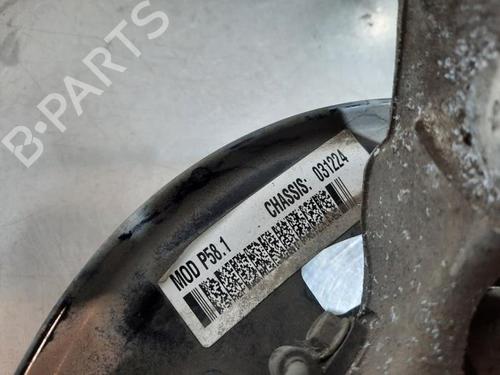 B-PARTS
MOD P58.1 CHASSIS: 031224